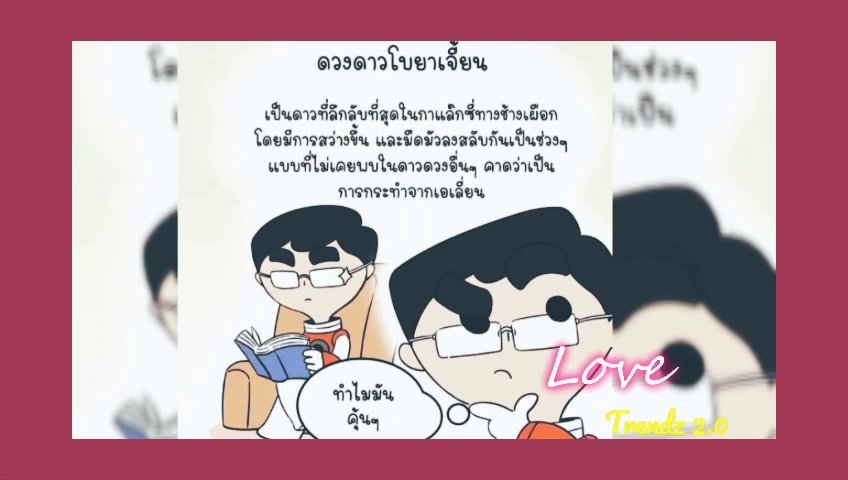 ดวงดาวโบยาเจี้ยน
เป็นดาวที่ลึกลับที่สุดในกาแล็กซี่ทางช้างเผือก
โดยมีการสว่างขึ้น และมืดมัวลงสลับกันเป็นช่วงๆ
แบบที่ไม่เคยพบในดาวดวงอื่นๆ คาดว่าเป็น
การกระทำจากเอเลี่ยน
ทำไมมัน
คุ้นๆ
Love
Trendz 2.0